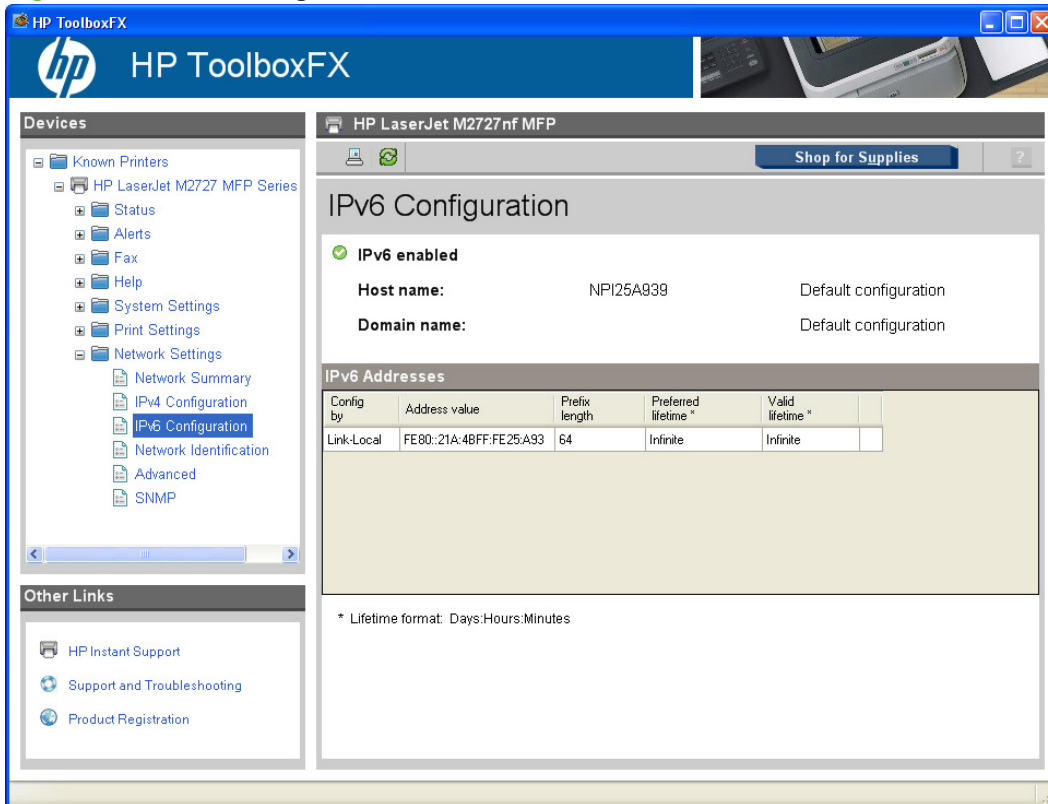 HP ToolboxFX
hp
HP ToolboxFX
Devices
Known Printers
HP LaserJet M2727 MFP Series
Status
Alerts
Fax
Help
System Settings
Print Settings
Network Settings
Network Summary
IPv4 Configuration
IPv6 Configuration
Network Identification
Advanced
SNMP
Other Links
HP Instant Support
Support and Troubleshooting
Product Registration
HP LaserJet M2727nf MFP
Shop for Supplies ?
IPv6 Configuration
IPv6 enabled
Host name: NPI25A939 Default configuration
Domain name: Default configuration
IPv6 Addresses
Config by Address value Prefix length Preferred lifetime * Valid lifetime *
Link-Local FE80::21A:4BFF:FE25:A93 64 Infinite Infinite
* Lifetime format: Days:Hours:Minutes